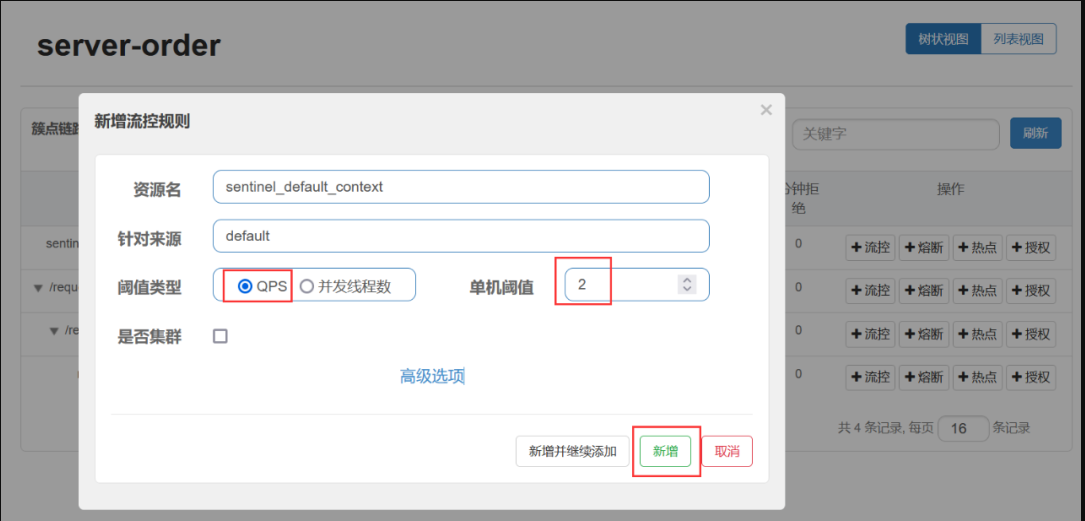 server-order
树状视图 列表视图
新增流控规则 ×
簇点链路 关键字 刷新
资源名 sentinel_default_context
分钟拒绝 操作
针对来源 default
sentin 0 +流控 +熔断 +热点 +授权
阈值类型 QPS 并发线程数 单机阈值 2
/requ 0 +流控 +熔断 +热点 +授权
是否集群
/re 0 +流控 +熔断 +热点 +授权
高级选项
0 +流控 +熔断 +热点 +授权
共 4 条记录, 每页 16 条记录
新增并继续添加 新增 取消